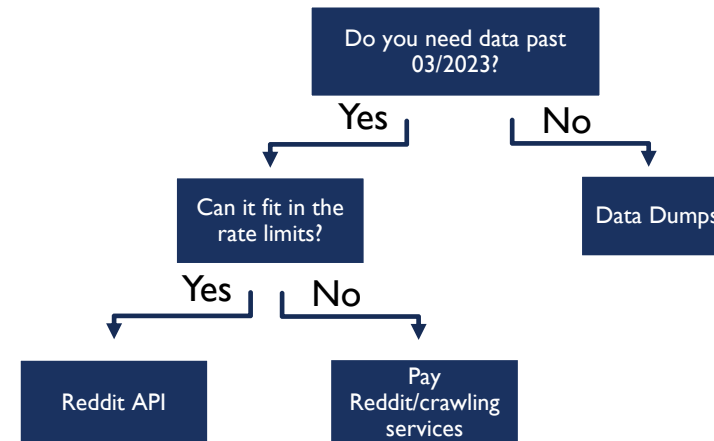 Do you need data past
03/2023?
Yes
No
Can it fit in the
rate limits?
Data Dumps
Yes
No
Reddit API
Pay
Reddit/crawling
services